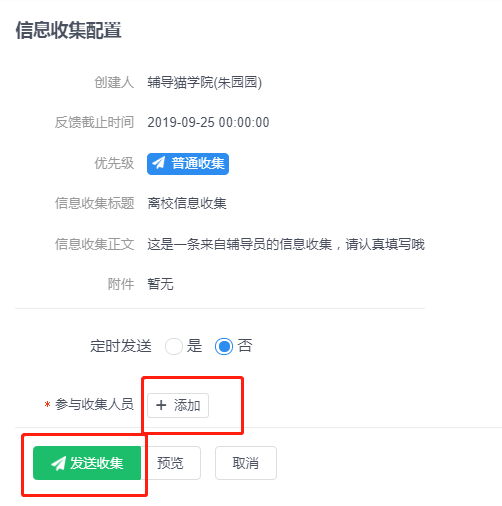 信息收集配置
创建人 辅导猫学院(朱园园)
反馈截止时间 2019-09-25 00:00:00
优先级 普通收集
信息收集标题 离校信息收集
信息收集正文 这是一条来自辅导员的信息收集，请认真填写哦
附件 暂无
定时发送 是 否
* 参与收集人员 + 添加
发送收集 预览 取消